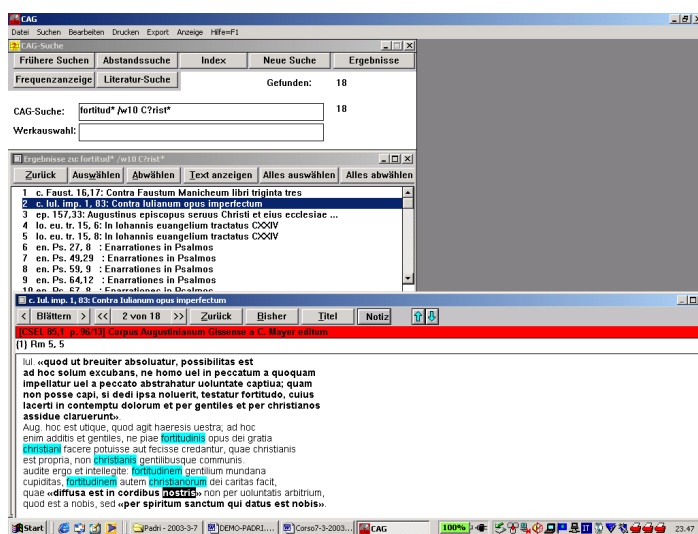 CAG
Datei Suchen Bearbeiten Drucken Export Anzeige Hilfe=F1
CAG-Suche
Frühere Suchen Abstandssuche Index Neue Suche Ergebnisse
Frequenzanzeige Literatur-Suche Gefunden: 18
CAG-Suche: fortitud* /w10 C?rist* 18
Werkauswahl:
Ergebnisse zu: fortitud* /w10 C?rist*
Zurück Auswählen Abwählen Text anzeigen Alles auswählen Alles abwählen
1 c. Faust. 16,17: Contra Faustum Manicheum libri triginta tres
2 c. Iul. imp. 1, 83: Contra Iulianum opus imperfectum
3 ep. 157,33: Augustinus episcopus seruus Christi et eius ecclesiae ...
4 Io. eu. tr. 15, 6: In Iohannis euangelium tractatus CXXIV
5 Io. eu. tr. 15, 8: In Iohannis euangelium tractatus CXXIV
6 en. Ps. 27, 8 : Enarrationes in Psalmos
7 en. Ps. 49,29 : Enarrationes in Psalmos
8 en. Ps. 59, 9 : Enarrationes in Psalmos
9 en. Ps. 64,12 : Enarrationes in Psalmos
10 en. Ps. 67, 8 : Enarrationes in Psalmos
c. Iul. imp. 1, 83: Contra Iulianum opus imperfectum
< Blättern > << 2 von 18 >> Zurück Bisher Titel Notiz
[CSEL 85,1 p. 96/13] Corpus Augustinianum Gissense a C. Mayer editum
(1) Rm 5, 5
Iul. «quod ut breuiter absoluatur, possibilitas est
ad hoc solum excubans, ne homo uel in peccatum a quoquam
impellatur uel a peccato abstrahatur uoluntate captiua; quam
non posse capi, si dedi ipsa noluerit, testatur fortitudo, cuius
lacerti in contemptu dolorum et per gentiles et per christianos
assidue claruerunt».
Aug. hoc est utique, quod agit haeresis uestra; ad hoc
enim additis et gentiles, ne piae fortitudinis opus dei gratia
christiani facere potuisse aut fecisse credantur, quae christianis
est propria, non christianis gentilibusque communis.
audite ergo et intellegite: fortitudinem gentilium mundana
cupiditas, fortitudinem autem christianorum dei caritas facit,
quae «diffusa est in cordibus nostris» non per uoluntatis arbitrium,
quod est a nobis, sed «per spiritum sanctum qui datus est nobis».
Start Padri - 2003-3-7 DEMO-PADRI.... Corso7-3-2003... CAG 100% 23.47